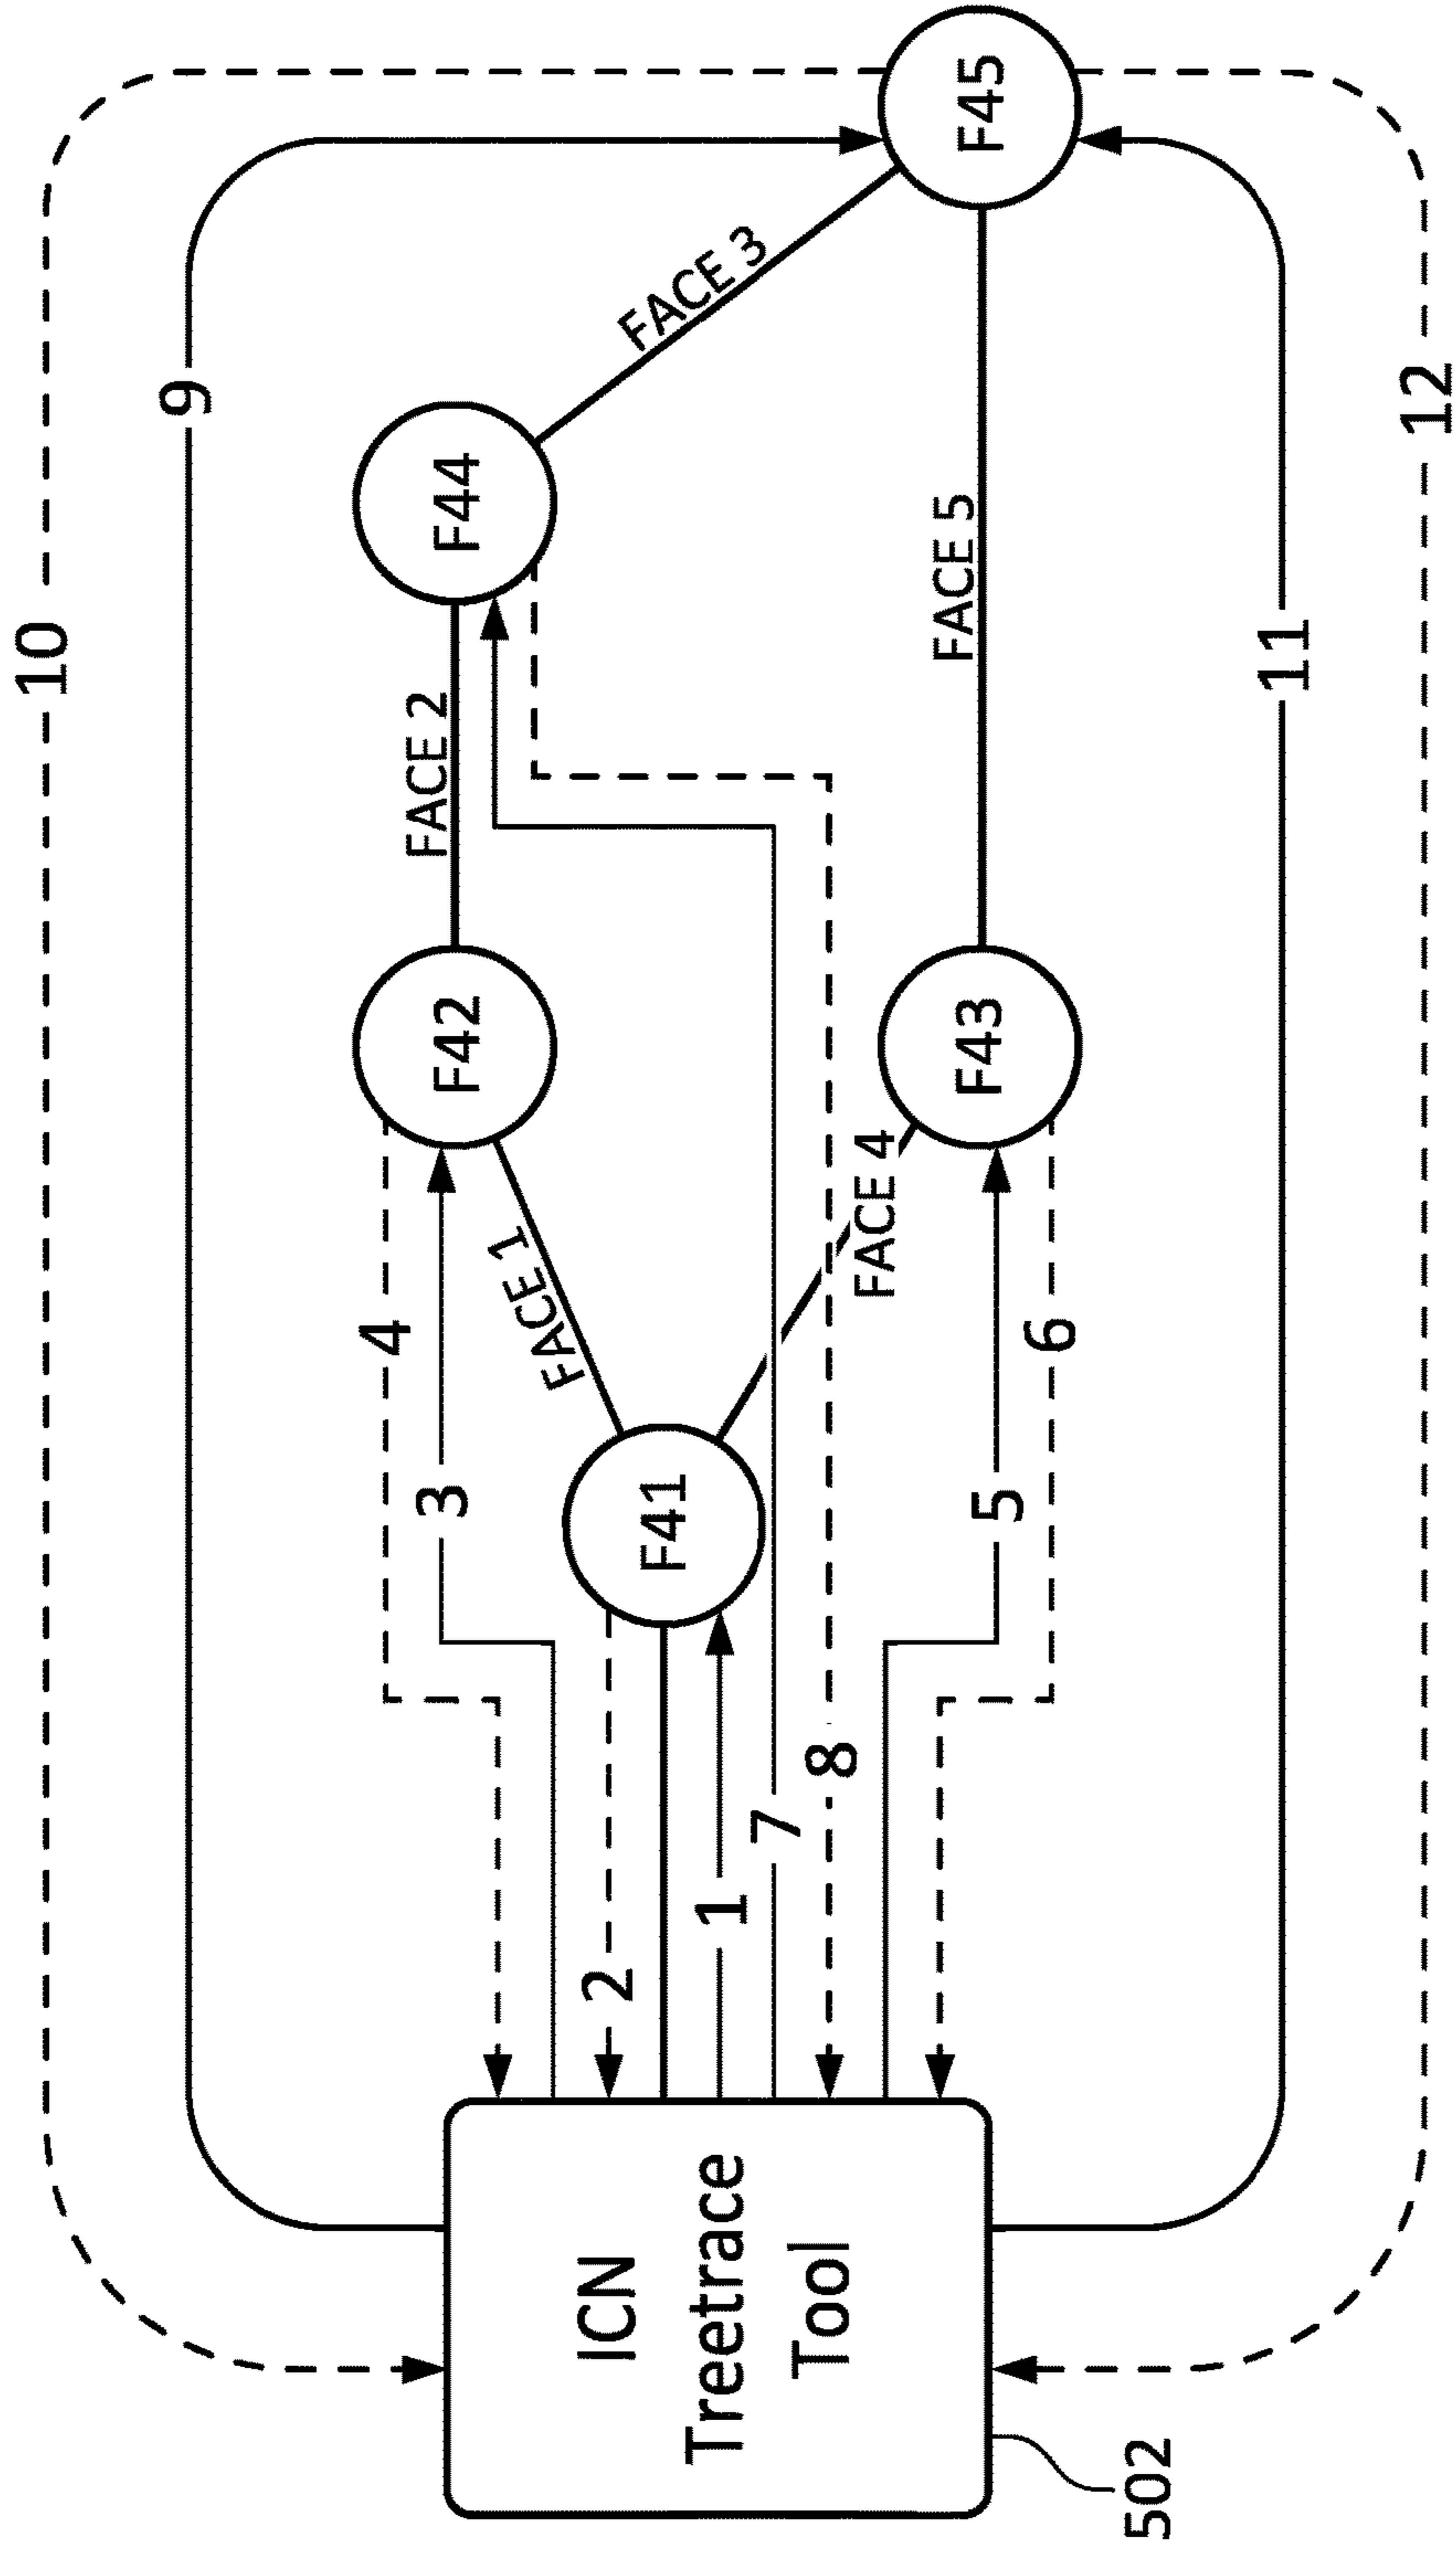 10
9
4
FACE 2
F42
F44
3
FACE 1
FACE 3
ICN
Treetrace
Tool
2
F41
1
7
8
FACE 4
FACE 5
F43
F45
5
6
502
11
12